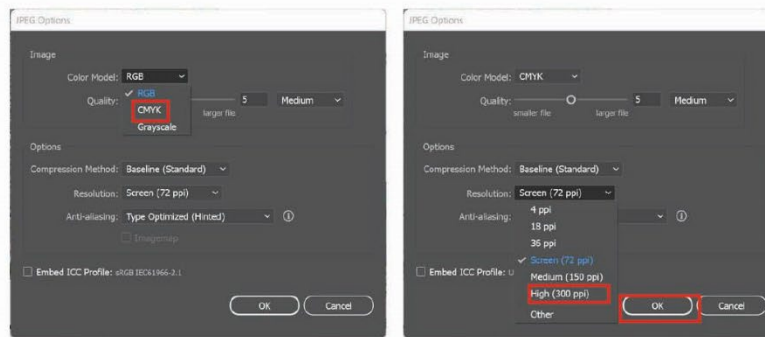 JPEG Options
Image
Color Model: RGB
RGB
Quality: 5 Medium
CMYK
larger file
Grayscale
Options
Compression Method: Baseline (Standard)
Resolution: Screen (72 ppi)
Anti-aliasing: Type Optimized (Hinted)
Imagemap
Embed ICC Profile: sRGB IEC61966-2.1
OK Cancel
JPEG Options
Image
Color Model: CMYK
Quality: 5 Medium
smaller file larger file
Options
Compression Method: Baseline (Standard)
Resolution: Screen (72 ppi)
4 ppi
Anti-aliasing:
18 ppi
36 ppi
Screen (72 ppi)
Embed ICC Profile: U
Medium (150 ppi)
High (300 ppi)
OK Cancel
Other